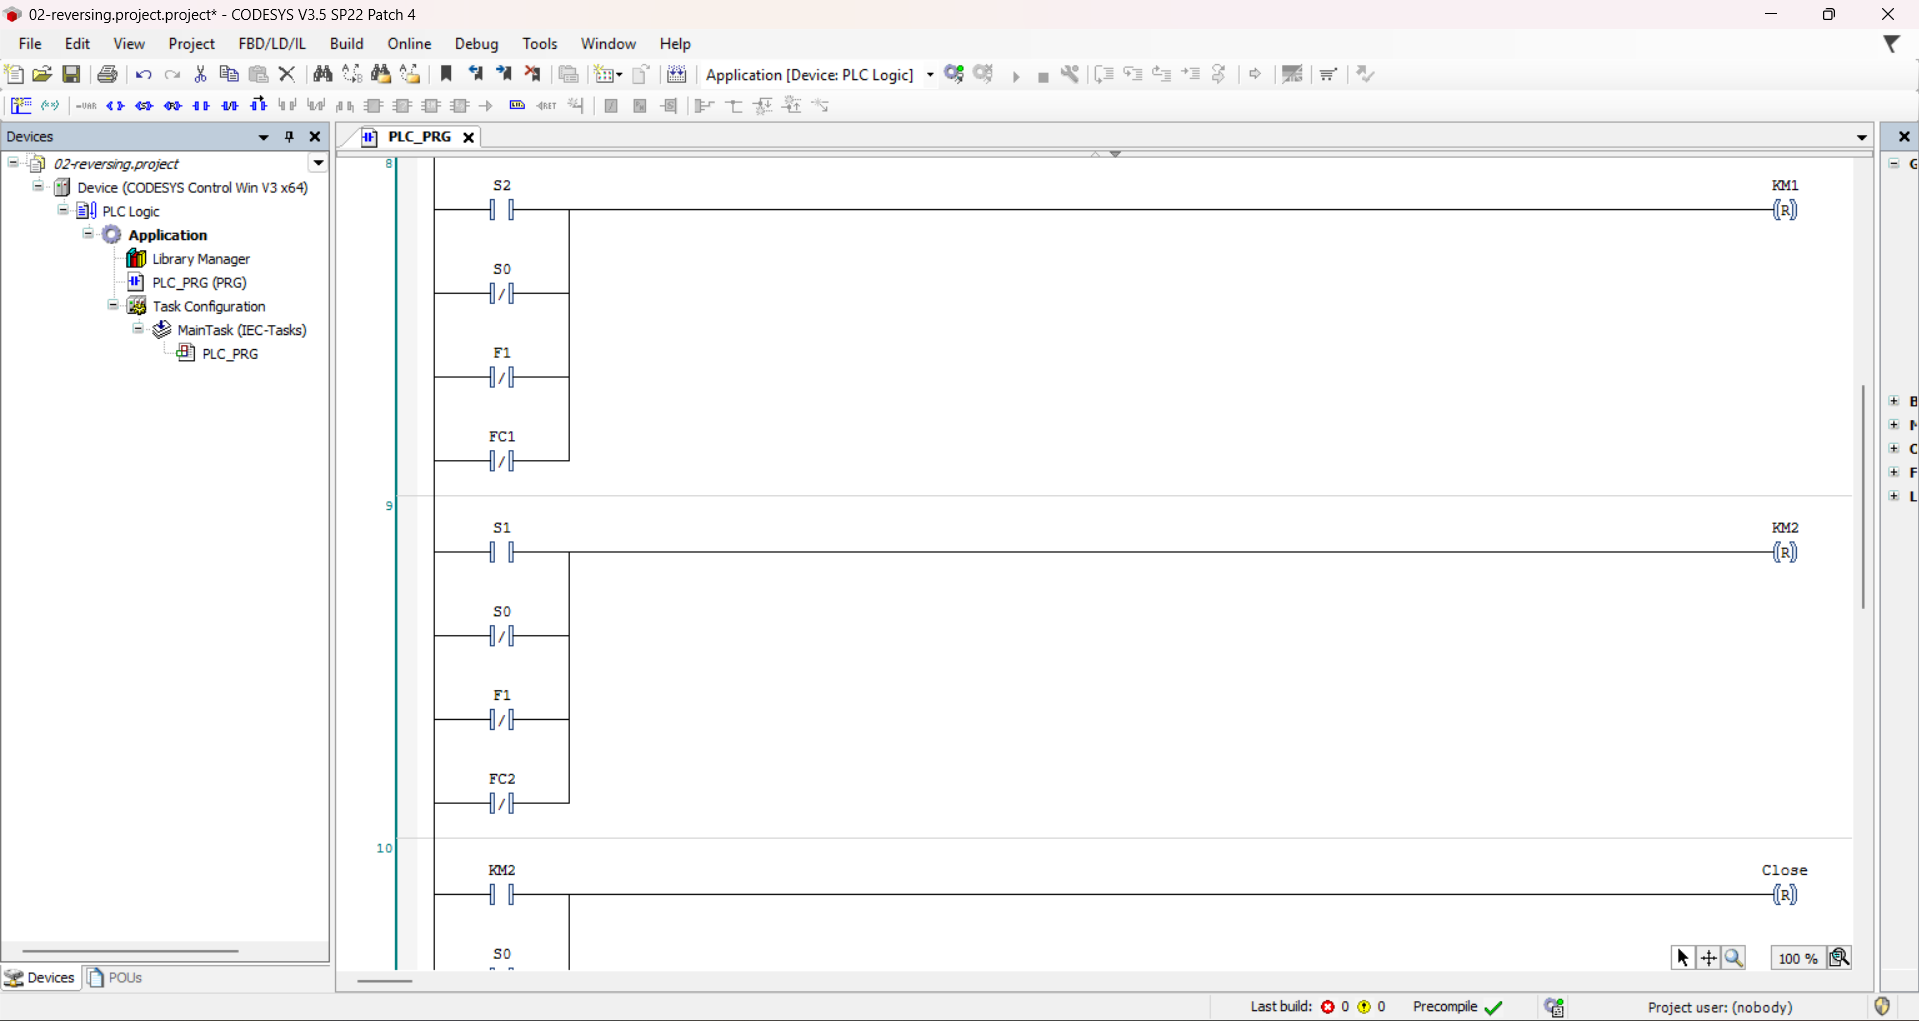 02-reversing.project.project* - CODESYS V3.5 SP22 Patch 4
File Edit View Project FBD/LD/IL Build Online Debug Tools Window Help
Application [Device: PLC Logic]
Devices
PLC_PRG
02-reversing.project
Device (CODESYS Control Win V3 x64)
PLC Logic
Application
Library Manager
PLC_PRG (PRG)
Task Configuration
MainTask (IEC-Tasks)
PLC_PRG
8
S2 KM1
R
S0
F1
FC1
9
S1 KM2
R
S0
F1
FC2
10
KM2 Close
R
S0
100 %
Devices POUs
Last build: 0 0 Precompile Project user: (nobody)